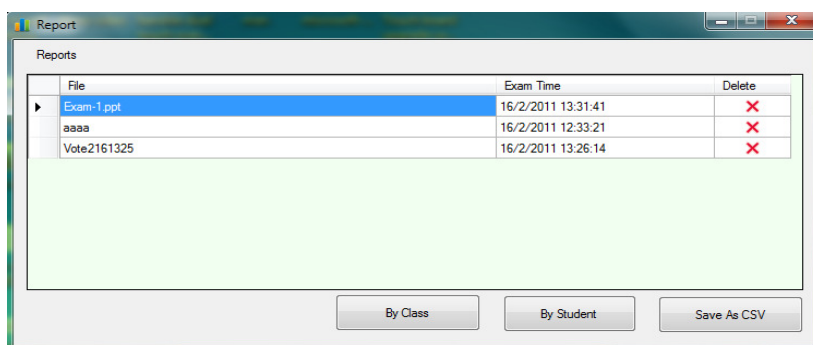 Report
Reports
File Exam Time Delete
Exam-1.ppt 16/2/2011 13:31:41
aaaa 16/2/2011 12:33:21
Vote2161325 16/2/2011 13:26:14
By Class By Student Save As CSV